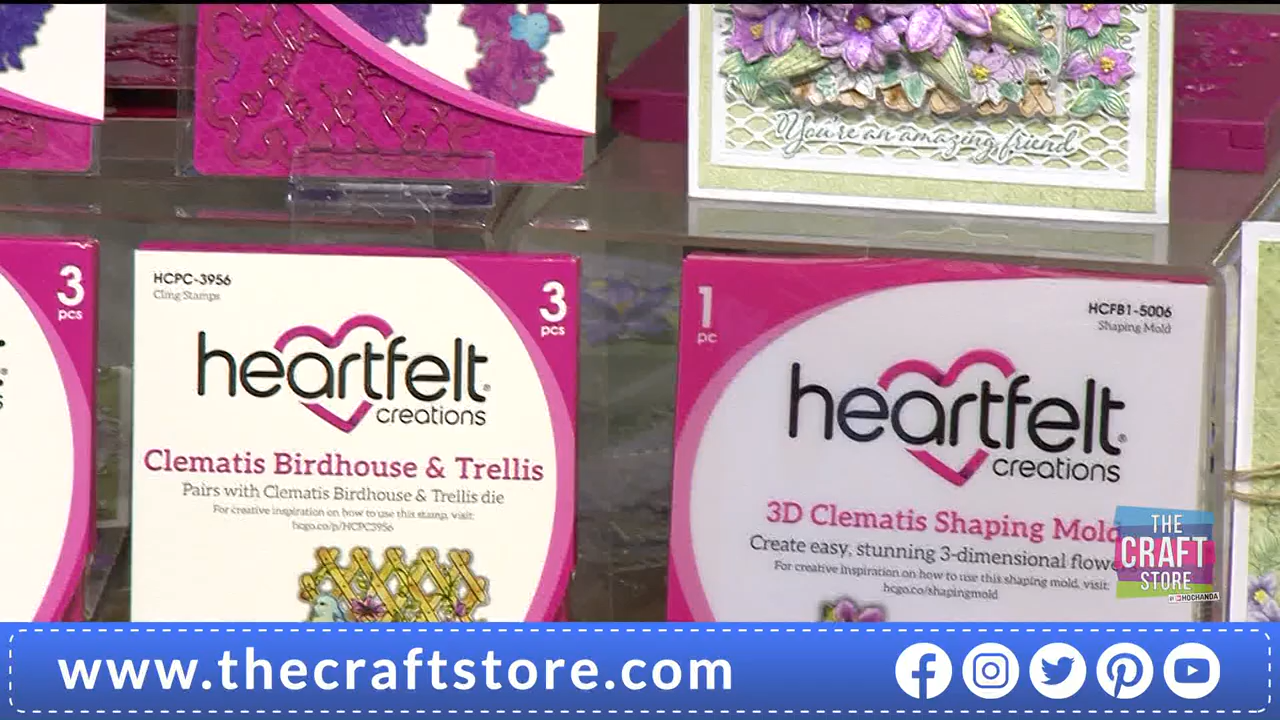 You're an amazing friend
3
pcs
HCPC-3956
Cling Stamps
3
pcs
heartfelt
creations
Clematis Birdhouse & Trellis
Pairs with Clematis Birdhouse & Trellis die
For creative inspiration on how to use this stamp, visit:
hcgo.co/p/HCPC3956
1
pc
HCFB1-5006
Shaping Mold
heartfelt
creations
3D Clematis Shaping Mold
Create easy, stunning 3-dimensional flowe
For creative inspiration on how to use this shaping mold, visit:
hcgo.co/shapingmold
THE
CRAFT
STORE
HOCHANDA
www.thecraftstore.com